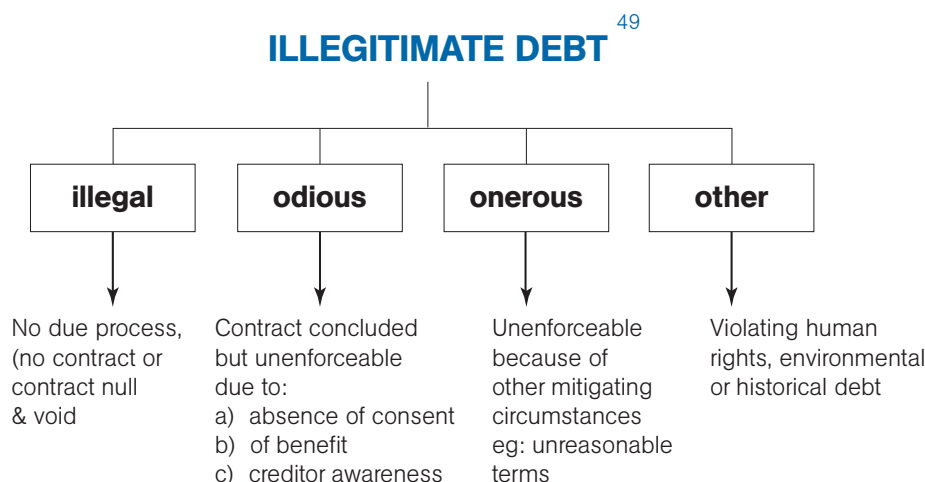 ILLEGITIMATE DEBT 49
illegal
odious
onerous
other
No due process,
(no contract or
contract null
& void
Contract concluded
but unenforceable
due to:
a) absence of consent
b) of benefit
c) creditor awareness
Unenforceable
because of
other mitigating
circumstances
eg: unreasonable
terms
Violating human
rights, environmental
or historical debt